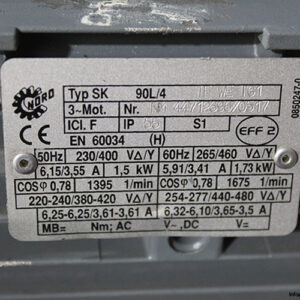 NORD
Typ SK 90L/4
3~Mot. Nr.
ICl. F IP S1
EN 60034 (H)
EFF 2
50Hz 230/400 VΔ/Y 60Hz 265/460 VΔ/Y
6,15/3,55 A 1,5 kW 5,91/3,41 A 1,73 kW
COSφ 0,78 1395 min⁻¹ COSφ 0,78 1675 min⁻¹
220-240/380-420 VΔ/Y 254-277/440-480 VΔ/Y
6,25-6,25/3,61-3,61 A 6,32-6,10/3,65-3,5 A
MB= Nm; AC V~,DC V=